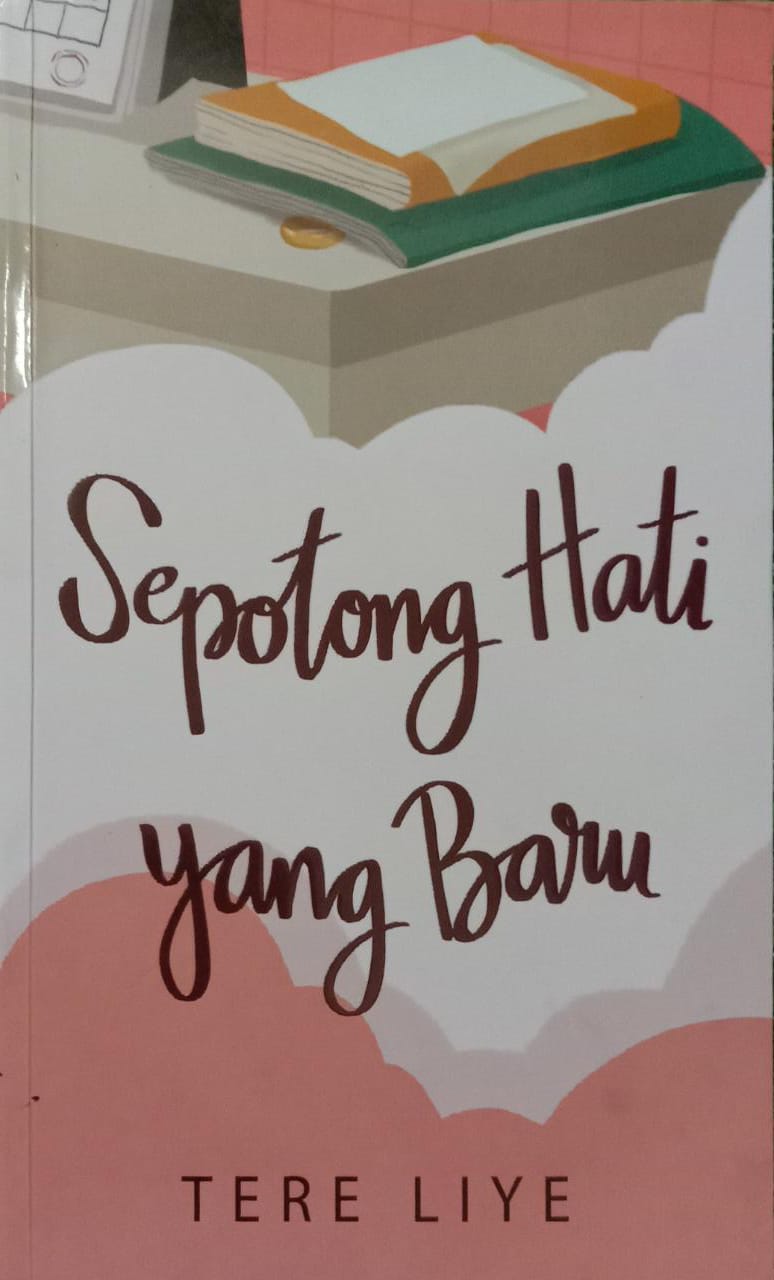 Sepotong Hati
yang Baru
TERE LIYE